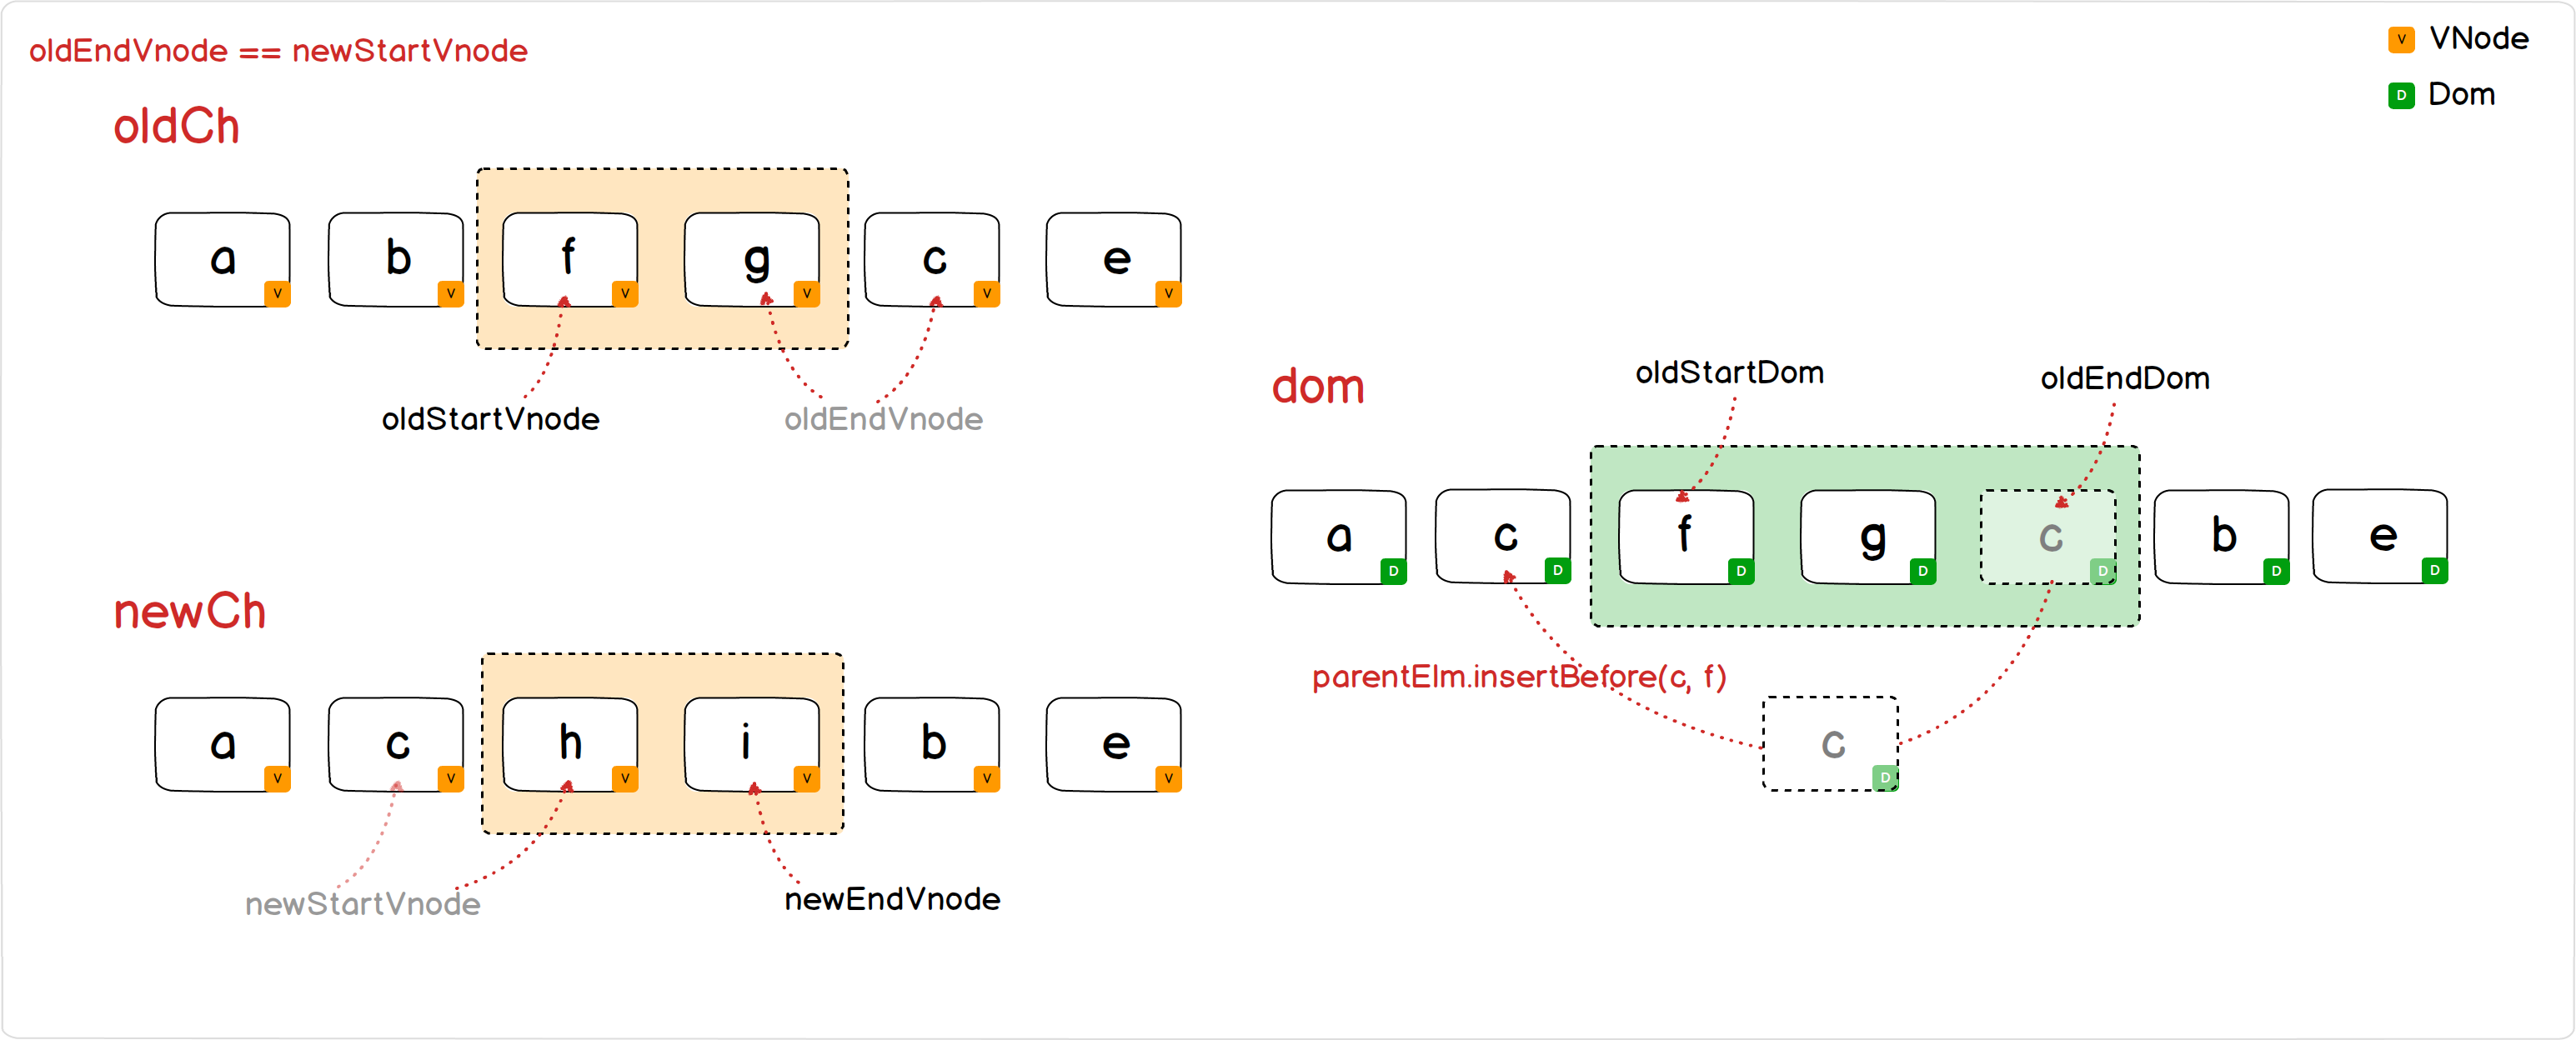 oldEndVnode == newStartVnode
V VNode
D Dom
oldCh
a V b V f V g V c V e V
oldStartVnode oldEndVnode
newCh
a V c V h V i V b V e V
newStartVnode newEndVnode
dom
oldStartDom oldEndDom
a D c D f D g D c D b D e D
parentElm.insertBefore(c, f)
c D